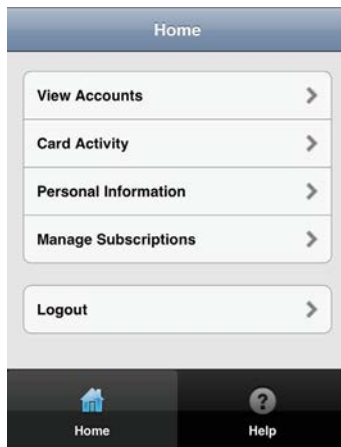 Home
View Accounts
Card Activity
Personal Information
Manage Subscriptions
Logout
?
Home
Help